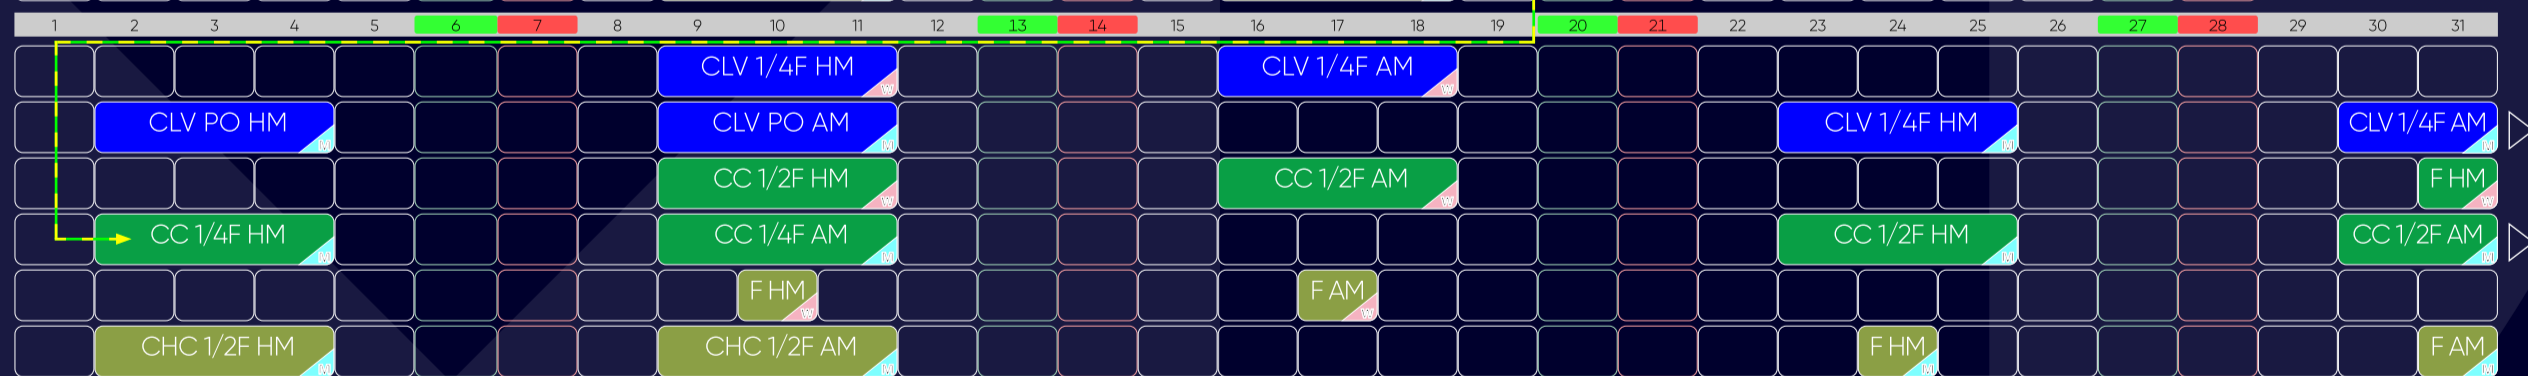 1 2 3 4 5 6 7 8 9 10 11 12 13 14 15 16 17 18 19 20 21 22 23 24 25 26 27 28 29 30 31
CLV 1/4F HM W CLV 1/4F AM W
CLV PO HM M CLV PO AM M CLV 1/4F HM M CLV 1/4F AM M
CC 1/2F HM W CC 1/2F AM W F HM W
CC 1/4F HM M CC 1/4F AM M CC 1/2F HM M CC 1/2F AM M
F HM W F AM W
CHC 1/2F HM M CHC 1/2F AM M F HM M F AM M